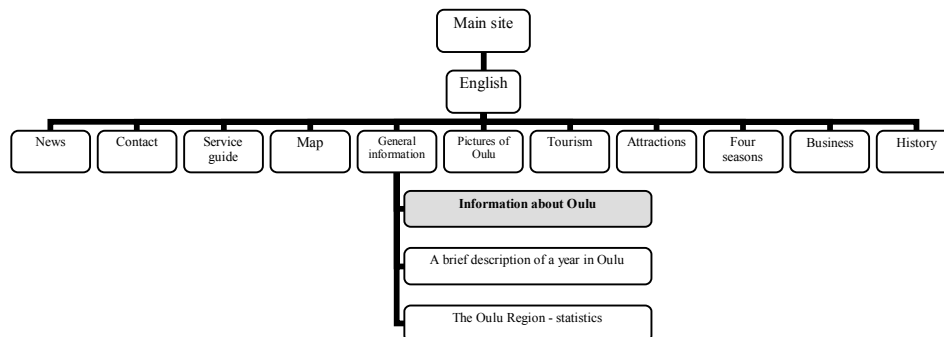 Main site
English
News
Contact
Service
guide
Map
General
information
Pictures of
Oulu
Tourism
Attractions
Four
seasons
Business
History
Information about Oulu
A brief description of a year in Oulu
The Oulu Region - statistics